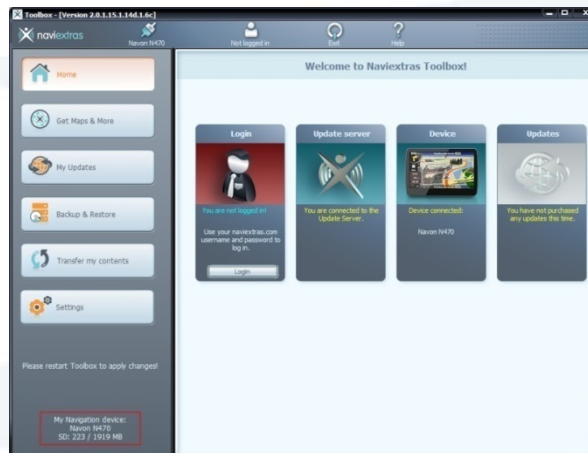 Toolbox - [Version 2.0.1.15.1.14d.1.6c]
naviextras
Navon N470
Not logged in
Exit
Help
Home
Get Maps & More
My Updates
Backup & Restore
Transfer my contents
Settings
Please restart Toolbox to apply changes!
My Navigation device:
Navon N470
SD: 223 / 1919 MB
Welcome to Naviextras Toolbox!
Login
You are not logged in!
Use your naviextras.com
username and password to
log in.
Login
Update server
You are connected to the
Update Server.
Device
Device connected:
Navon N470
Updates
You have not purchased
any updates this time.